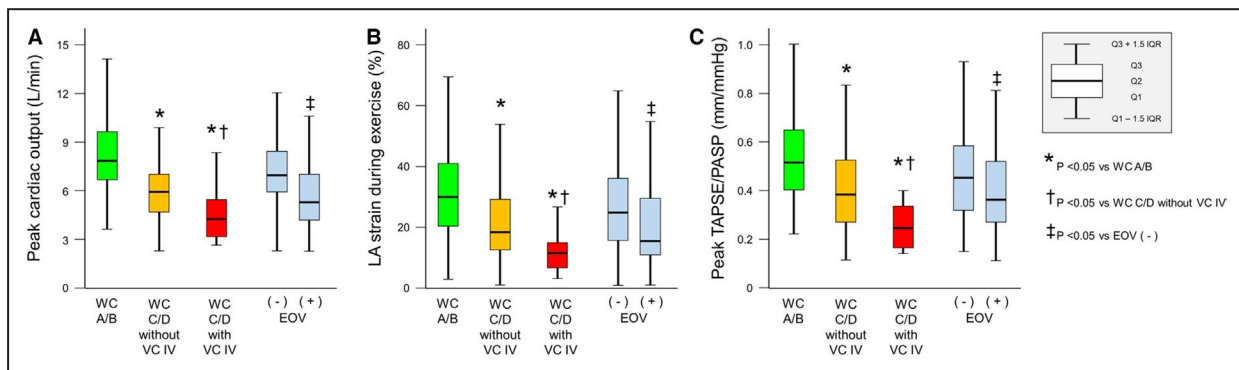 A
Peak cardiac output (L/min)
15
12
9
6
3
0
*
*†
‡
WC
A/B
WC
C/D
without
VC IV
WC
C/D
with
VC IV
(-) (+)
EOV
B
LA strain during exercise (%)
80
60
40
20
0
*
*†
‡
WC
A/B
WC
C/D
without
VC IV
WC
C/D
with
VC IV
(-) (+)
EOV
C
Peak TAPSE/PASP (mm/mmHg)
1.0
0.8
0.6
0.4
0.2
0
*
*†
‡
WC
A/B
WC
C/D
without
VC IV
WC
C/D
with
VC IV
(-) (+)
EOV
Q3 + 1.5 IQR
Q3
Q2
Q1
Q1 – 1.5 IQR
*P <0.05 vs WC A/B
†P <0.05 vs WC C/D without VC IV
‡P <0.05 vs EOV (-)